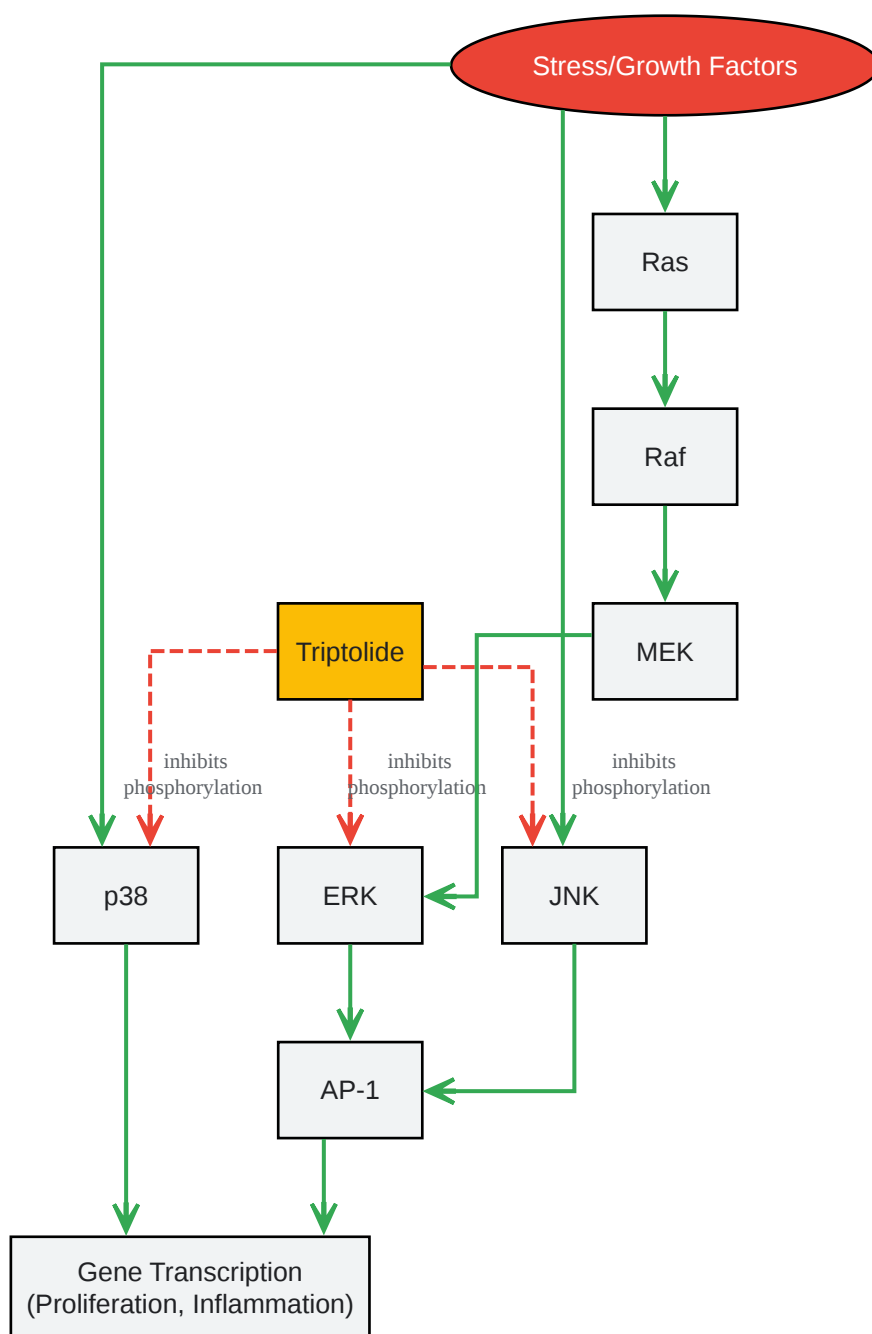 Stress/Growth Factors
Ras
Raf
Triptolide
MEK
inhibits
phosphorylation
inhibits
phosphorylation
inhibits
phosphorylation
p38
ERK
JNK
AP-1
Gene Transcription
(Proliferation, Inflammation)